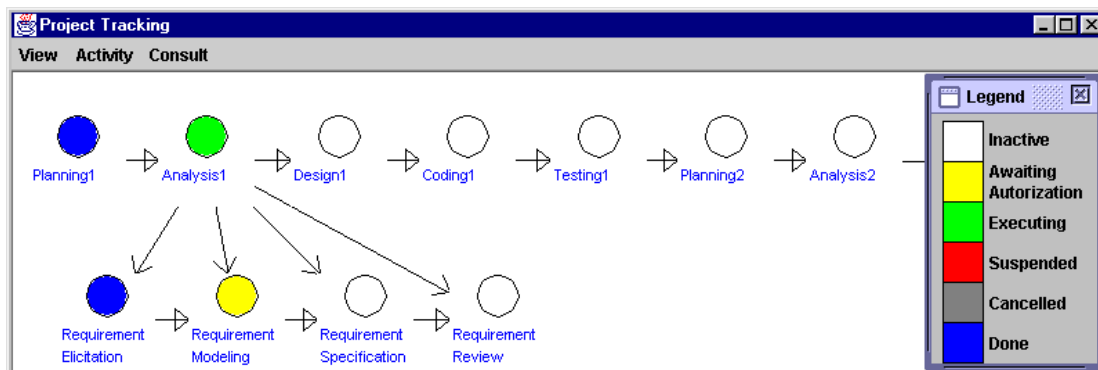 Project Tracking
View Activity Consult
Legend
Inactive
Awaiting
Autorization
Executing
Suspended
Cancelled
Done
Planning1 Analysis1 Design1 Coding1 Testing1 Planning2 Analysis2
Requirement Requirement Requirement Requirement
Elicitation Modeling Specification Review